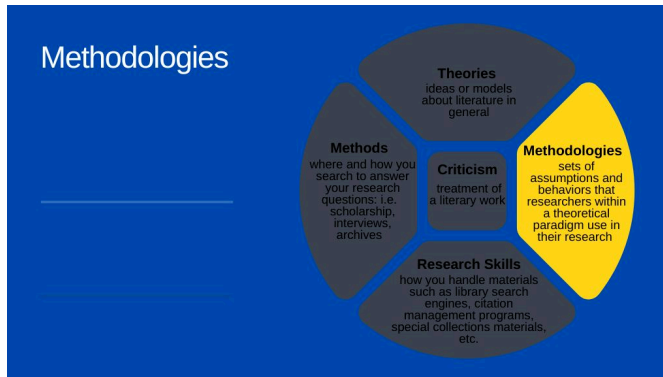 Methodologies
Theories
ideas or models
about literature in
general
Methods
where and how you
search to answer
your research
questions: i.e.
scholarship,
interviews,
archives
Criticism
treatment of
a literary work
Methodologies
sets of
assumptions and
behaviors that
researchers within
a theoretical
paradigm use in
their research
Research Skills
how you handle materials
such as library search
engines, citation
management programs,
special collections materials,
etc.